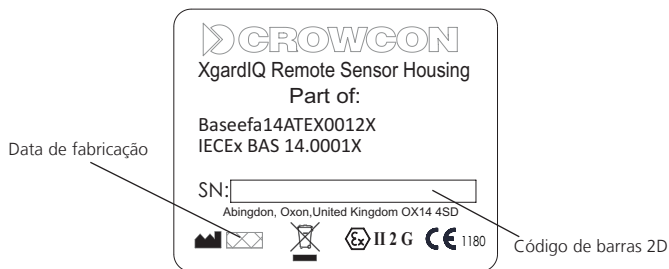 CROWCON
XgardIQ Remote Sensor Housing
Part of:
Baseefa14ATEX0012X
IECEx BAS 14.0001X
Data de fabricação
SN:
Abingdon, Oxon,United Kingdom OX14 4SD
Ex II 2 G CE 1180
Código de barras 2D